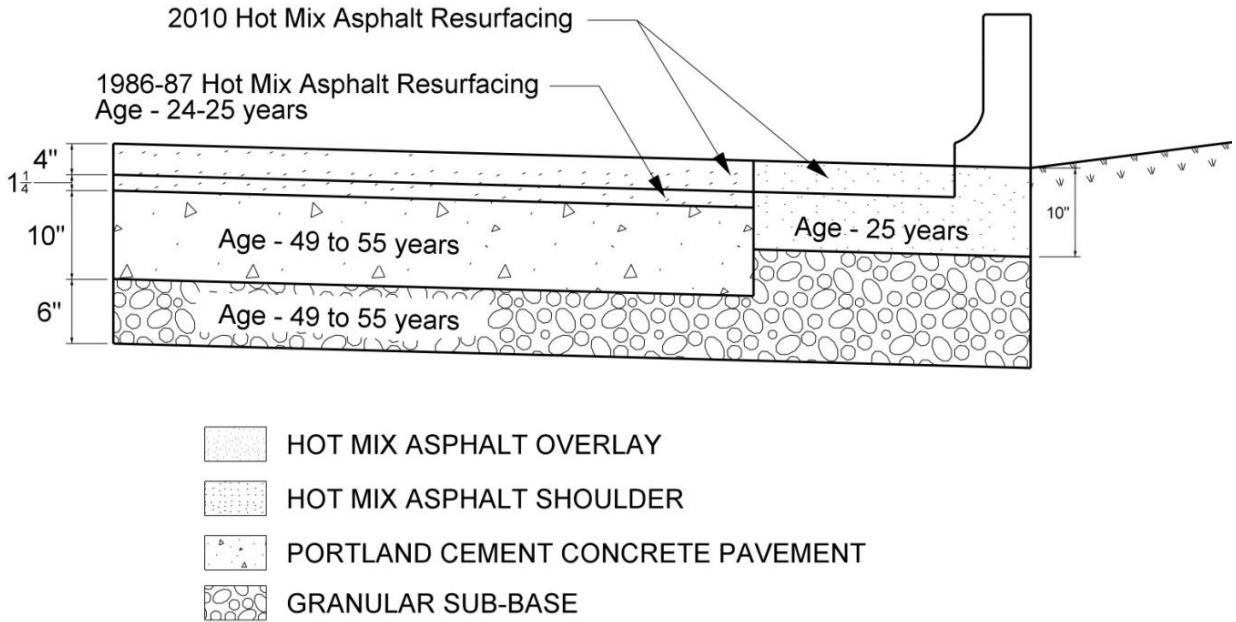 2010 Hot Mix Asphalt Resurfacing
1986-87 Hot Mix Asphalt Resurfacing
Age - 24-25 years
4"
1 1/4
10"
6"
Age - 49 to 55 years
Age - 49 to 55 years
Age - 25 years
10"
HOT MIX ASPHALT OVERLAY
HOT MIX ASPHALT SHOULDER
PORTLAND CEMENT CONCRETE PAVEMENT
GRANULAR SUB-BASE